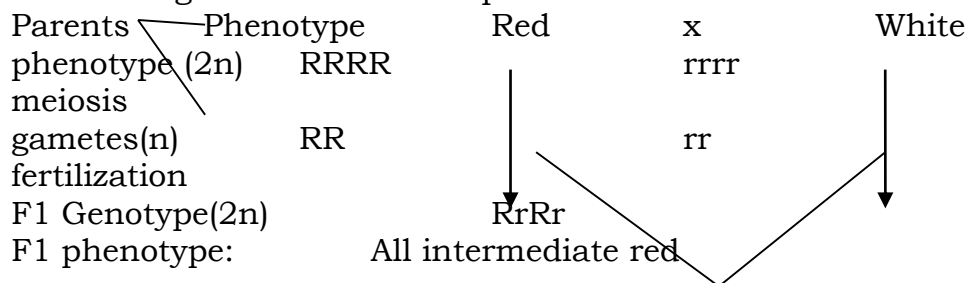 Parents Phenotype Red x White
phenotype (2n) RRRR rrrr
meiosis
gametes(n) RR rr
fertilization
F1 Genotype(2n) RrRr
F1 phenotype: All intermediate red